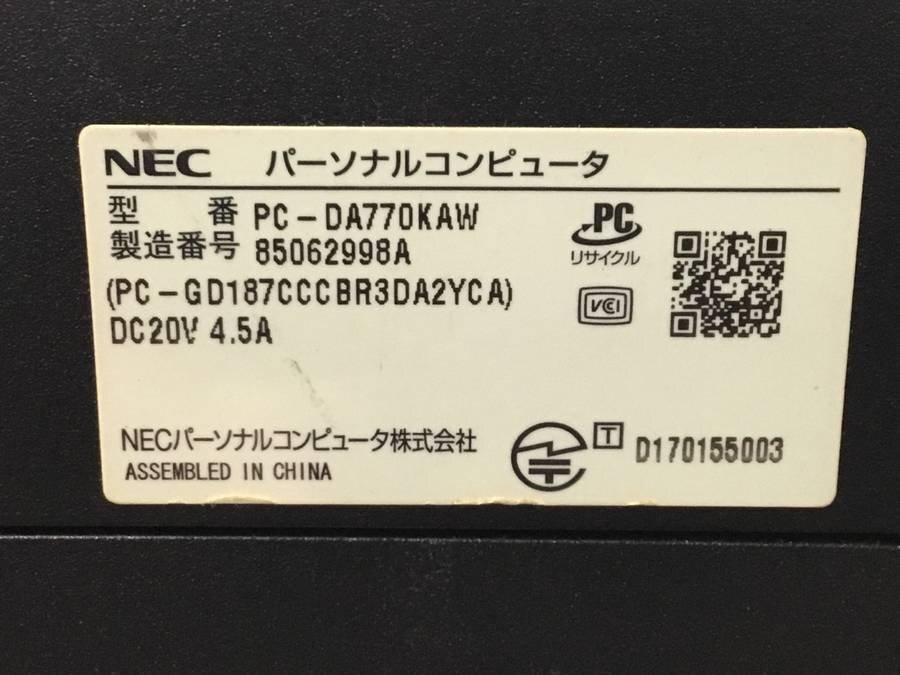 NEC パーソナルコンピュータ
型 番 PC-DA770KAW
製造番号 85062998A
(PC-GD187CCCBR3DA2YCA)
DC20V 4.5A
PC
リサイクル
VCI
NECパーソナルコンピュータ株式会社
ASSEMBLED IN CHINA
T D170155003